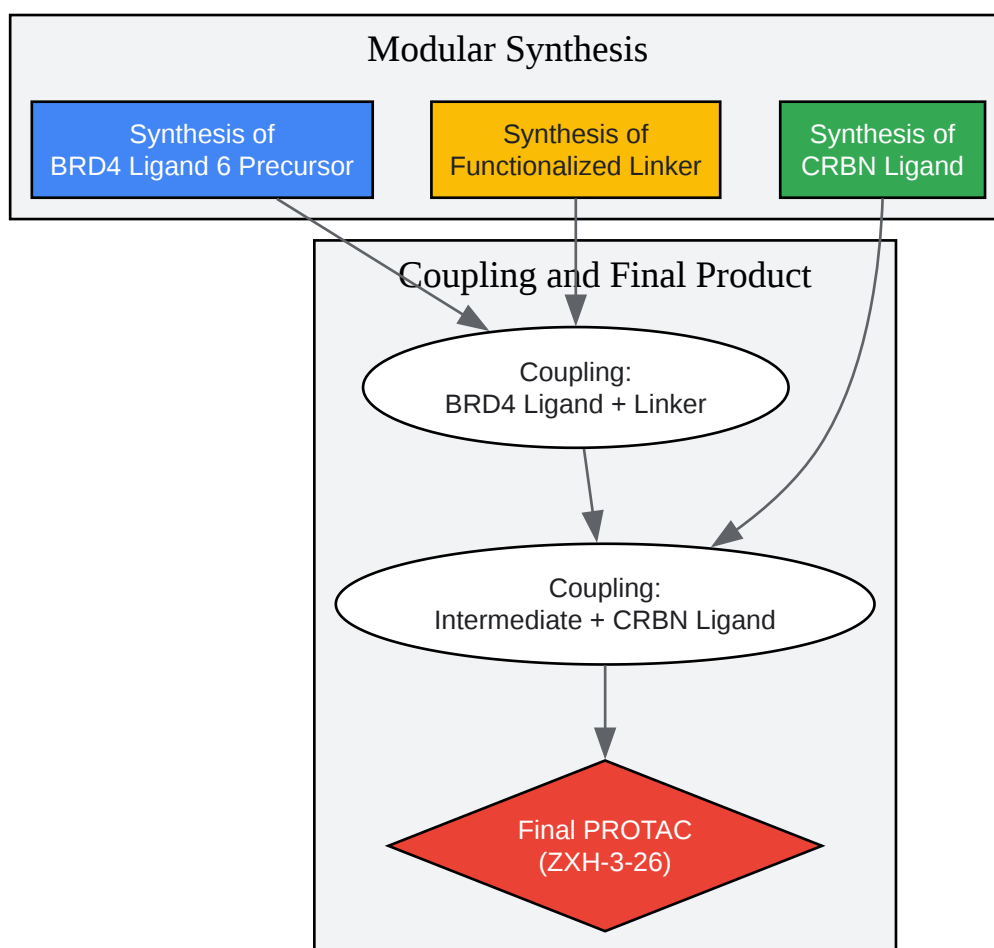 Modular Synthesis
Synthesis of
BRD4 Ligand 6 Precursor
Synthesis of
Functionalized Linker
Synthesis of
CRBN Ligand
Coupling and Final Product
Coupling:
BRD4 Ligand + Linker
Coupling:
Intermediate + CRBN Ligand
Final PROTAC
(ZXH-3-26)